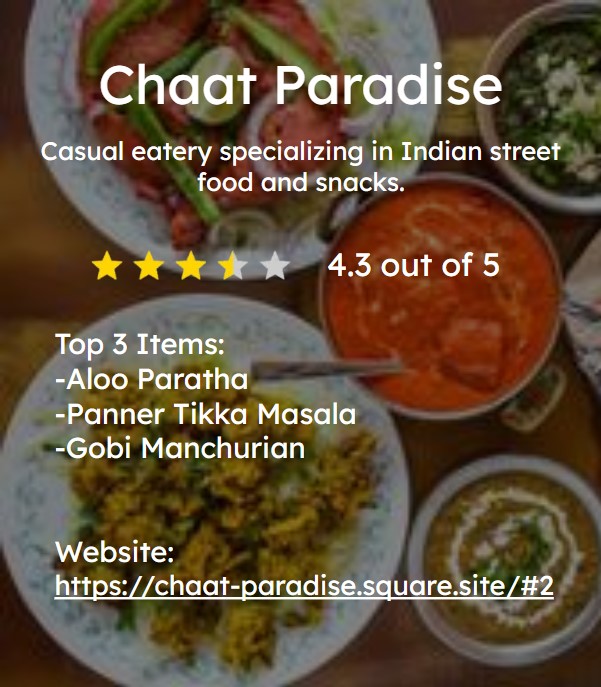 Chaat Paradise
Casual eatery specializing in Indian street
food and snacks.
4.3 out of 5
Top 3 Items:
-Aloo Paratha
-Panner Tikka Masala
-Gobi Manchurian
Website:
https://chaat-paradise.square.site/#2